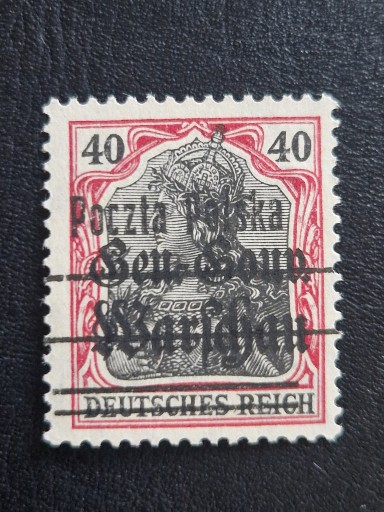 40 40
Poczta Polska
Gen.-Gouv.
Warschau
DEUTSCHES REICH